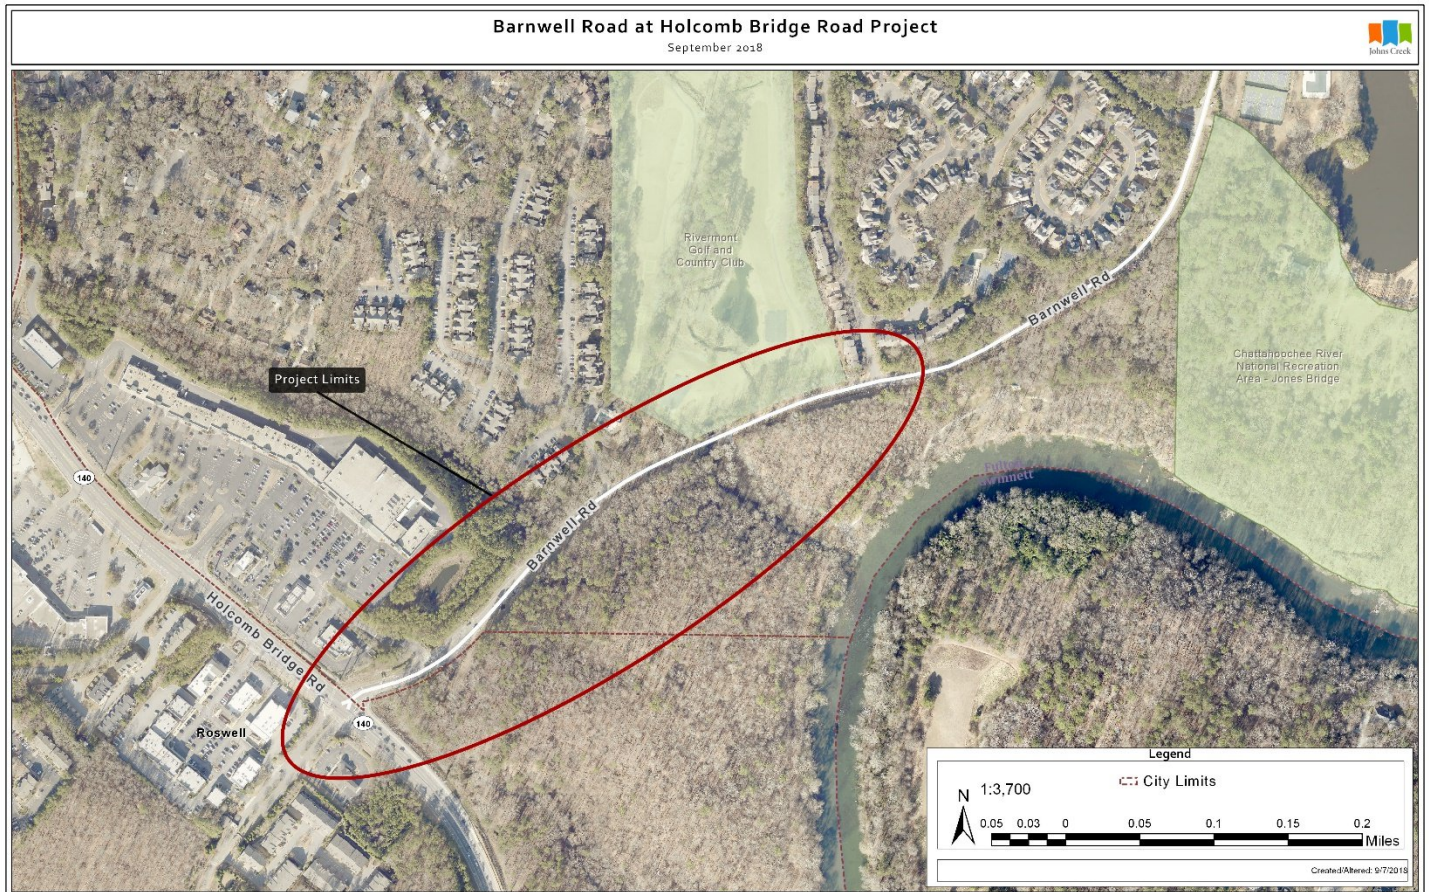 Barnwell Road at Holcomb Bridge Road Project
September 2018
Johns Creek
Rivermont
Golf and
Country Club
Barnwell Rd
Chattahoochee River
National Recreation
Area - Jones Bridge
Project Limits
140
Fulton
Gwinnett
Barnwell Rd
Holcomb Bridge Rd
140
Roswell
Legend
N
1:3,700
City Limits
0.05 0.03 0 0.05 0.1 0.15 0.2
Miles
Created/Altered: 9/7/2018